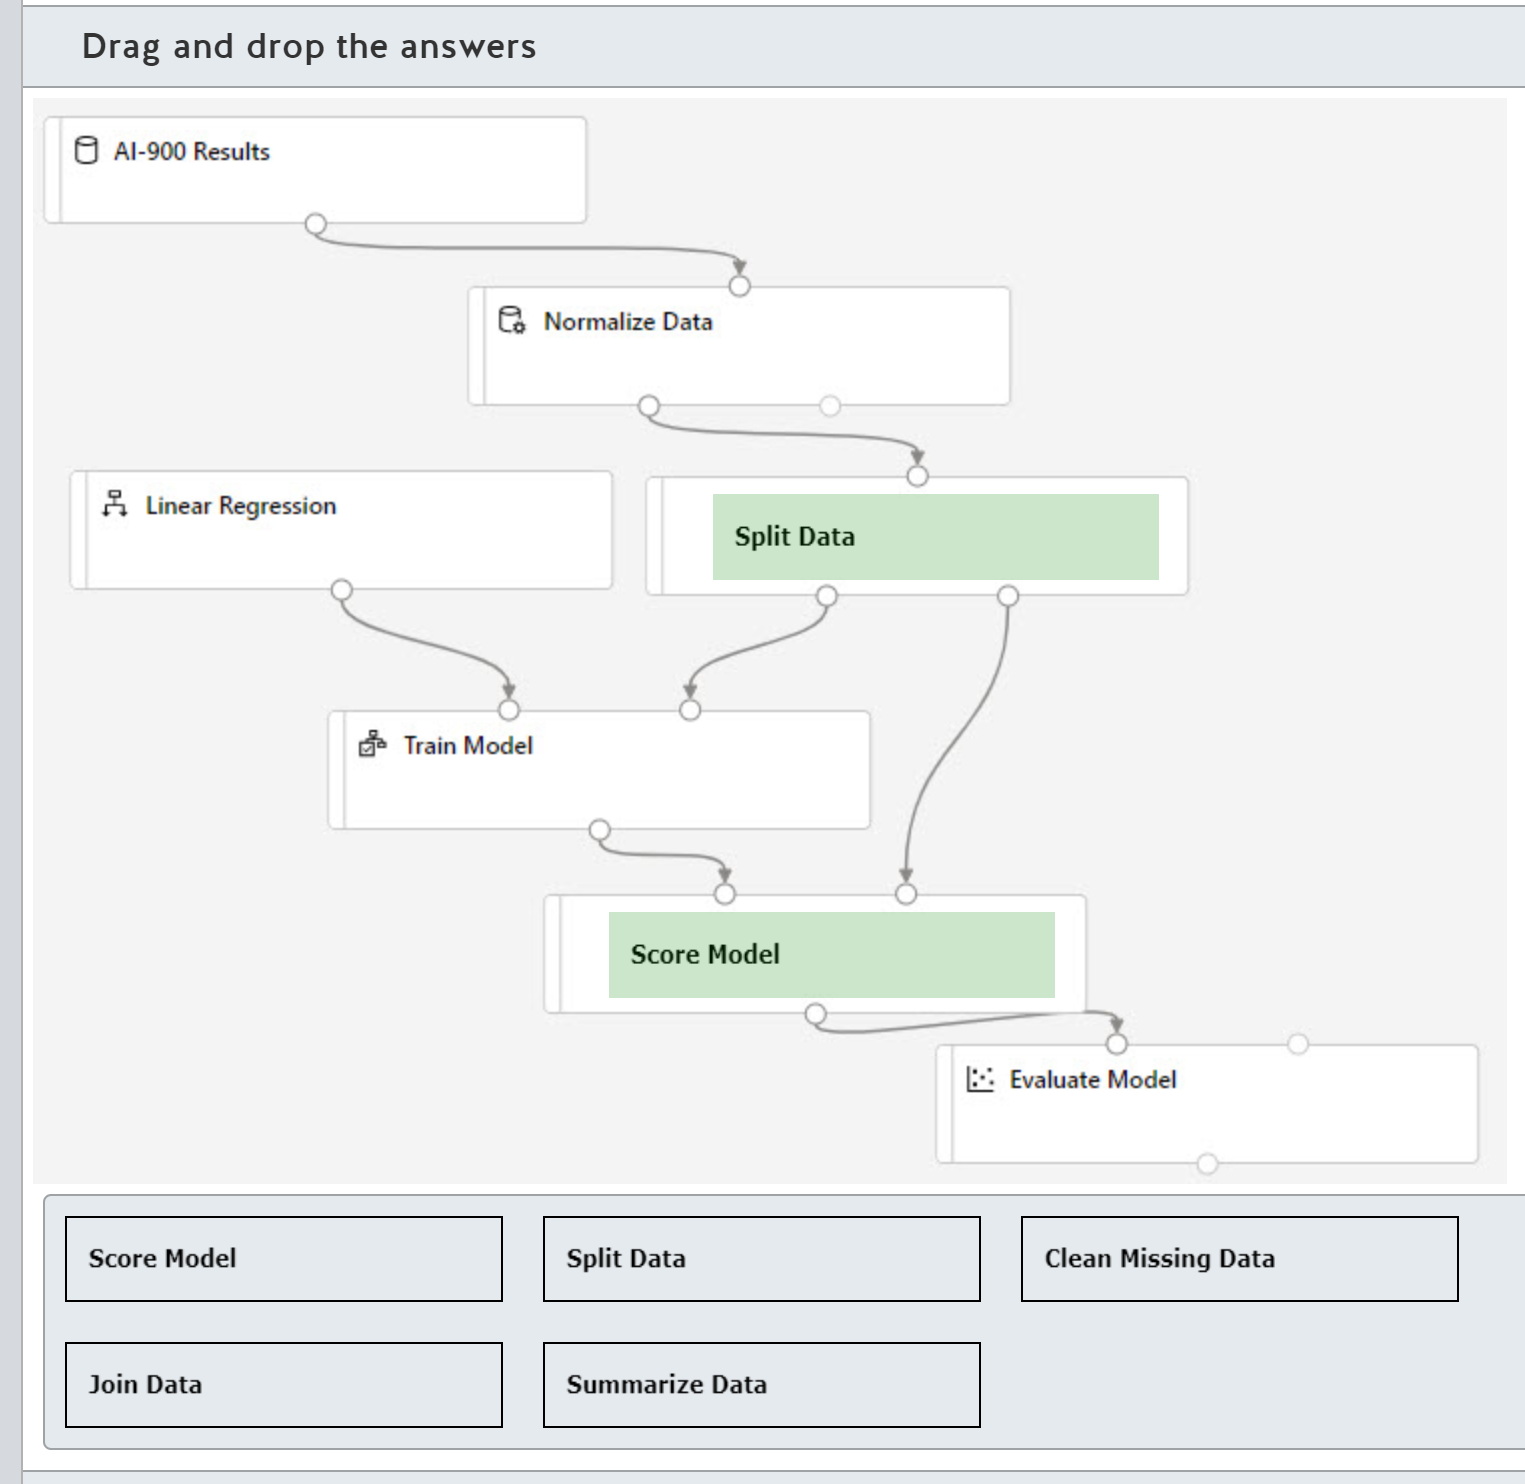 Drag and drop the answers
AI-900 Results
Normalize Data
Linear Regression
Split Data
Train Model
Score Model
Evaluate Model
Score Model
Split Data
Clean Missing Data
Join Data
Summarize Data